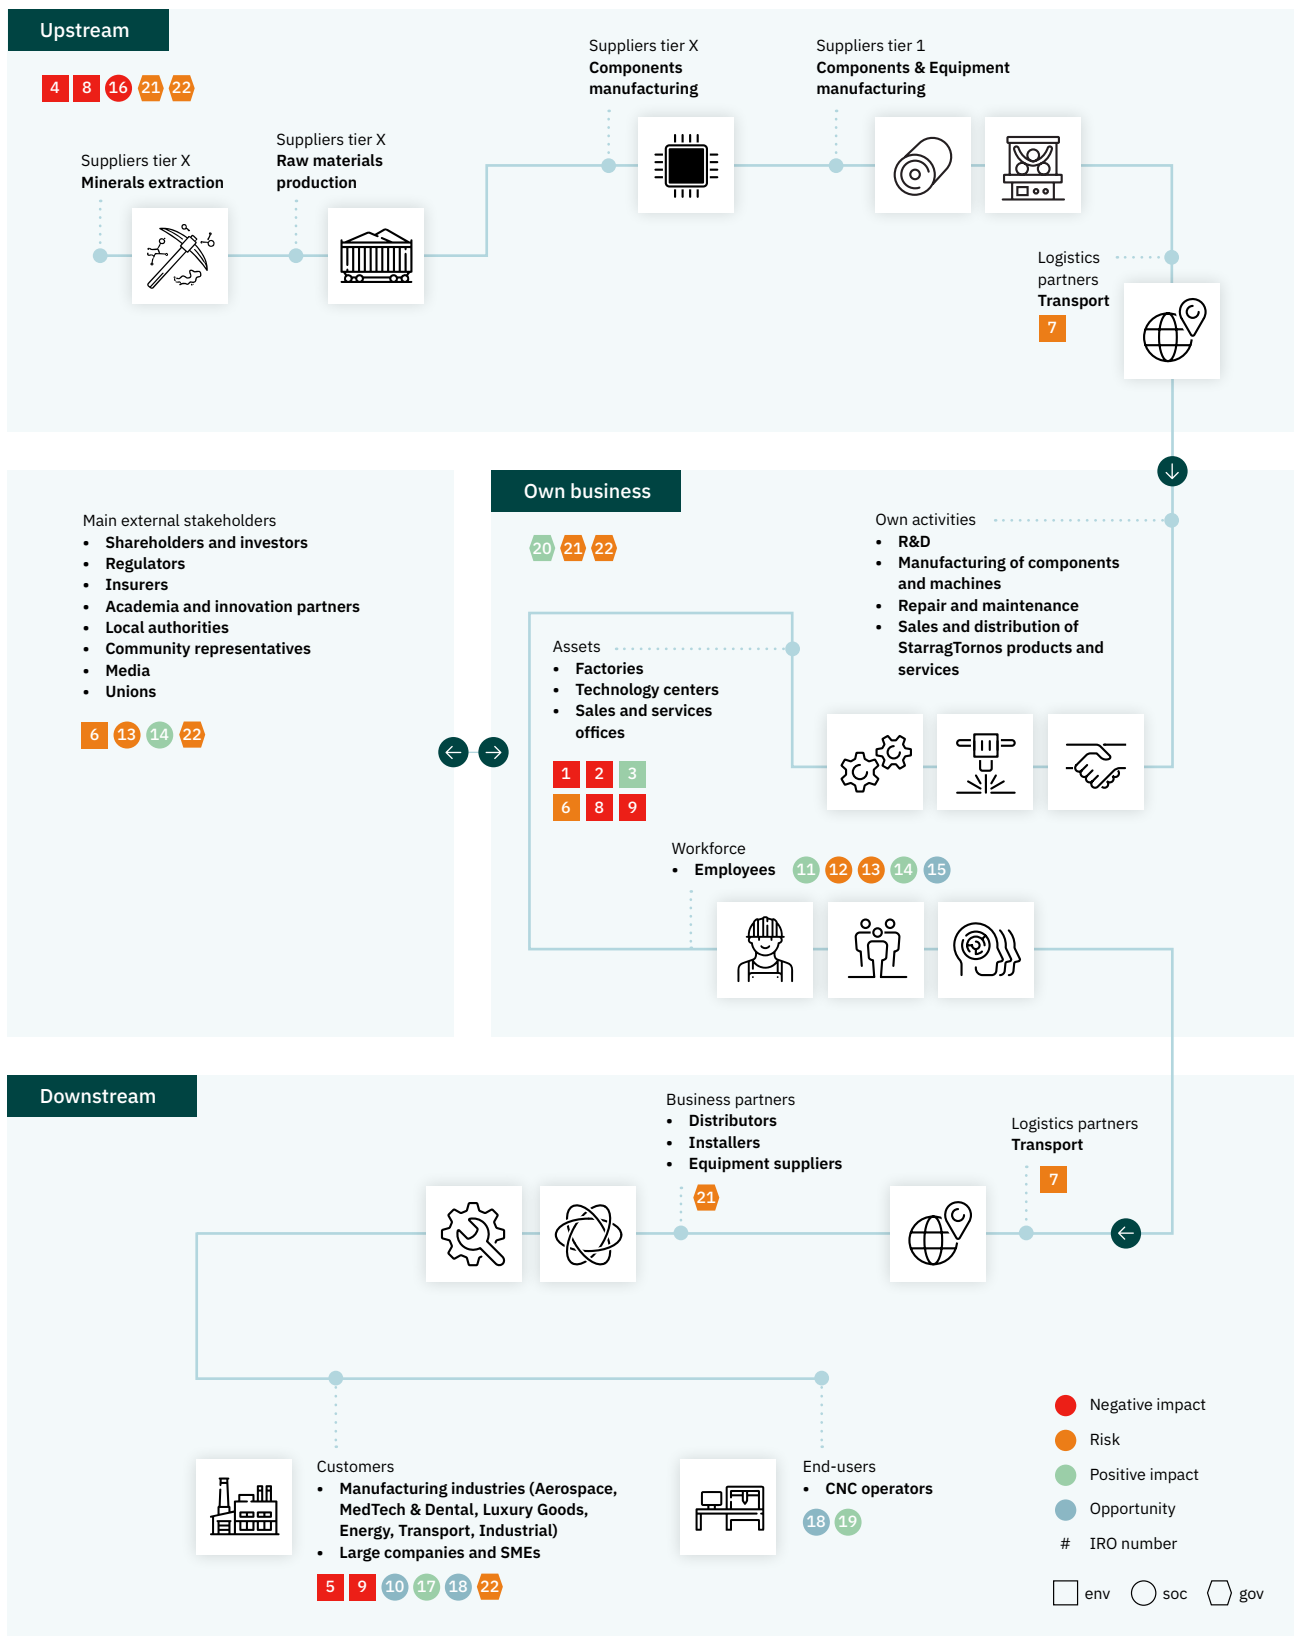 Upstream
4 8 16 21 22
Suppliers tier X
Minerals extraction
Suppliers tier X
Raw materials
production
Suppliers tier X
Components
manufacturing
Suppliers tier 1
Components & Equipment
manufacturing
Logistics
partners
Transport
7
Main external stakeholders
• Shareholders and investors
• Regulators
• Insurers
• Academia and innovation partners
• Local authorities
• Community representatives
• Media
• Unions
6 13 14 22
Own business
20 21 22
Own activities
• R&D
• Manufacturing of components
and machines
• Repair and maintenance
• Sales and distribution of
StarragTornos products and
services
Assets
• Factories
• Technology centers
• Sales and services
offices
1 2 3
6 8 9
Workforce
• Employees 11 12 13 14 15
Downstream
Logistics partners
Transport
7
Business partners
• Distributors
• Installers
• Equipment suppliers
21
Customers
• Manufacturing industries (Aerospace,
MedTech & Dental, Luxury Goods,
Energy, Transport, Industrial)
• Large companies and SMEs
5 9 10 17 18 22
End-users
• CNC operators
18 19
Negative impact
Risk
Positive impact
Opportunity
# IRO number
env soc gov